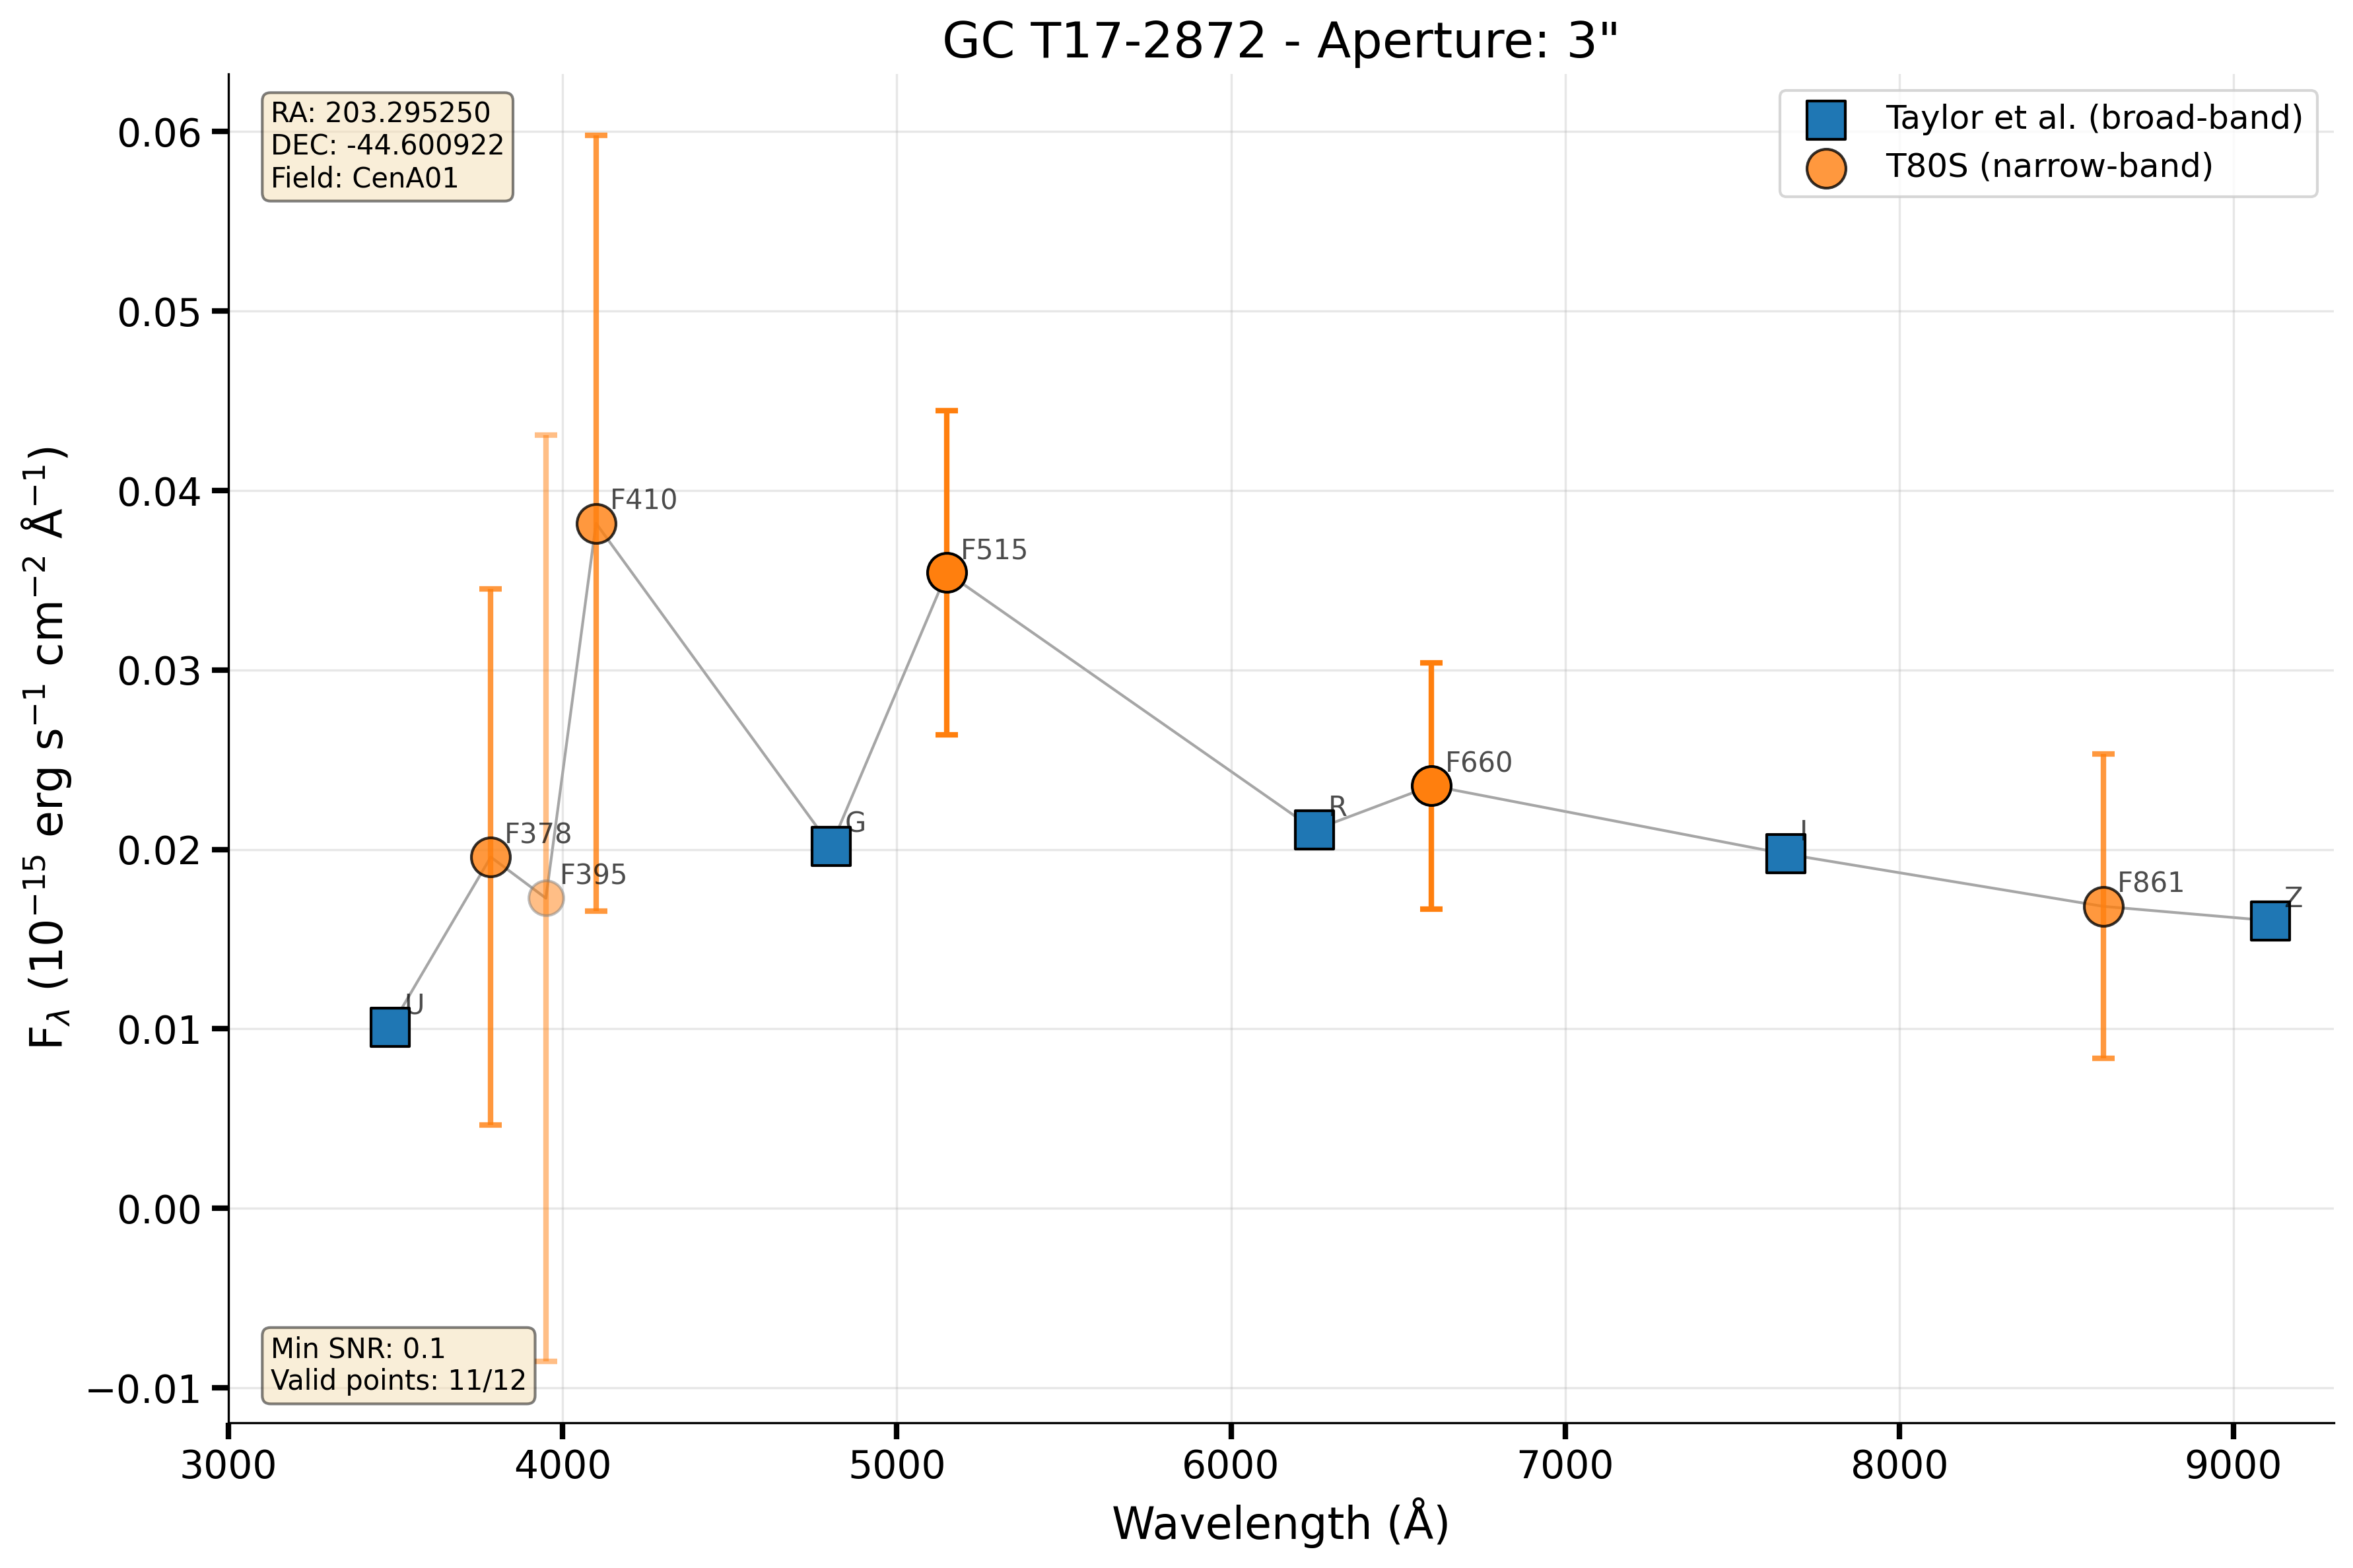 GC T17-2872 - Aperture: 3"
RA: 203.295250
DEC: -44.600922
Field: CenA01
Taylor et al. (broad-band)
T80S (narrow-band)
F_λ (10⁻¹⁵ erg s⁻¹ cm⁻² Å⁻¹)
0.06
0.05
0.04
0.03
0.02
0.01
0.00
−0.01
U
F378
F395
F410
G
F515
R
F660
I
F861
Z
Min SNR: 0.1
Valid points: 11/12
3000 4000 5000 6000 7000 8000 9000
Wavelength (Å)